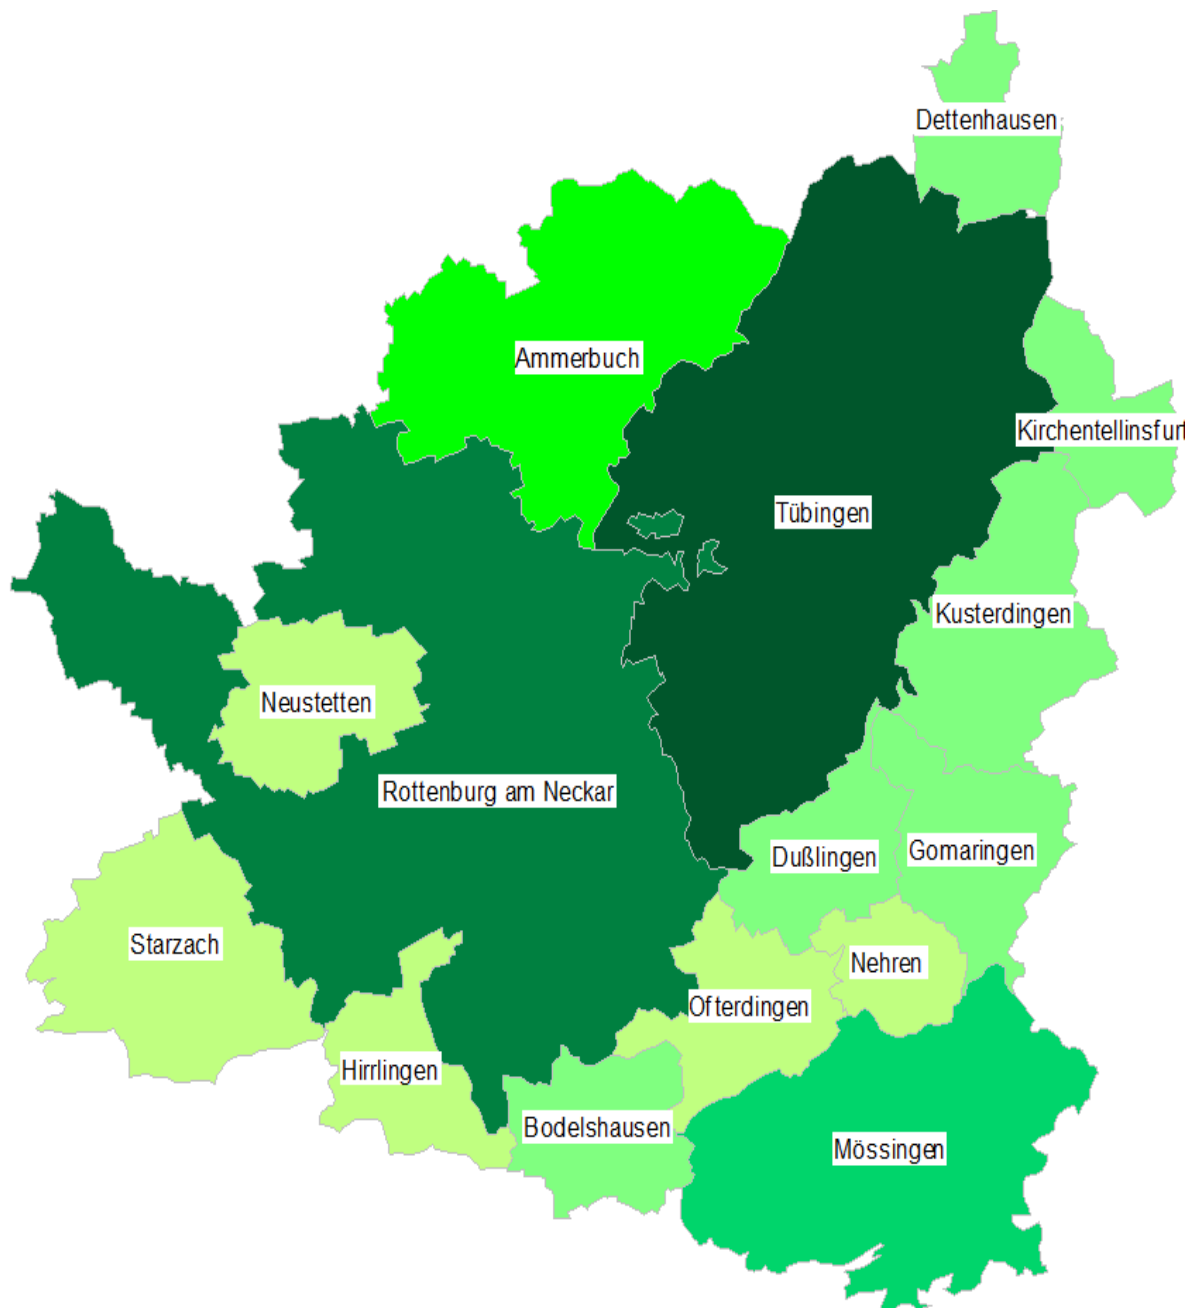 Dettenhausen
Ammerbuch
Kirchentellinsfurt
Tübingen
Kusterdingen
Neustetten
Rottenburg am Neckar
Dußlingen
Gomaringen
Starzach
Nehren
Ofterdingen
Hirrlingen
Bodelshausen
Mössingen